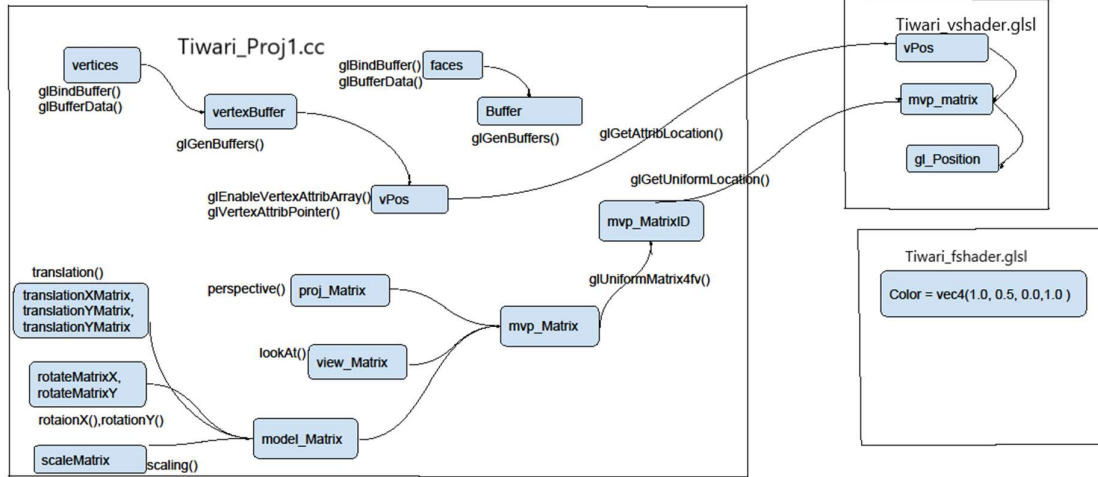 Tiwari_Proj1.cc
vertices
glBindBuffer()
glBufferData()
vertexBuffer
glGenBuffers()
glBindBuffer()
glBufferData()
faces
Buffer
glGenBuffers()
glEnableVertexAttribArray()
glVertexAttribPointer()
vPos
glGetAttribLocation()
glGetUniformLocation()
mvp_MatrixID
glUniformMatrix4fv()
translation()
translationXMatrix,
translationYMatrix,
translationYMatrix
perspective()
proj_Matrix
mvp_Matrix
lookAt()
view_Matrix
rotateMatrixX,
rotateMatrixY
rotaionX(),rotationY()
model_Matrix
scaleMatrix
scaling()
Tiwari_vshader.glsl
vPos
mvp_matrix
gl_Position
Tiwari_fshader.glsl
Color = vec4(1.0, 0.5, 0.0,1.0 )